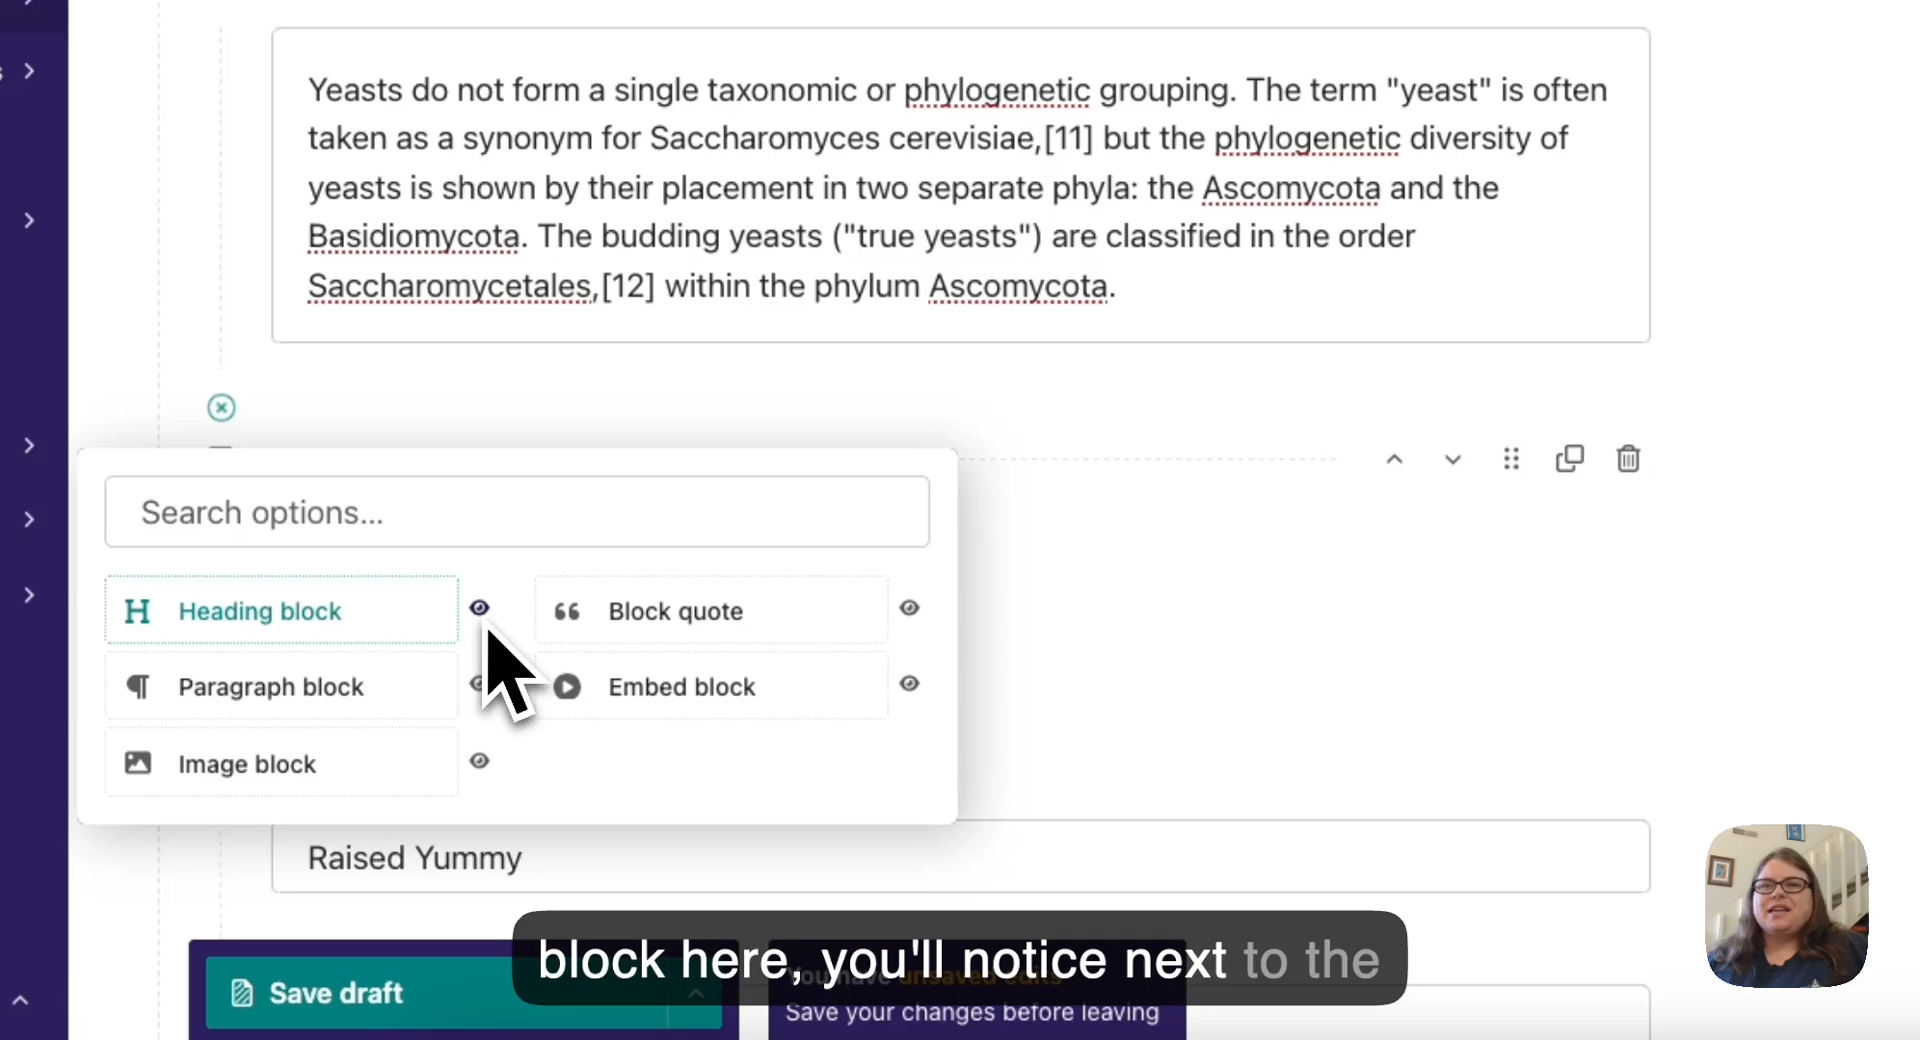 Yeasts do not form a single taxonomic or phylogenetic grouping. The term "yeast" is often
taken as a synonym for Saccharomyces cerevisiae,[11] but the phylogenetic diversity of
yeasts is shown by their placement in two separate phyla: the Ascomycota and the
Basidiomycota. The budding yeasts ("true yeasts") are classified in the order
Saccharomycetales,[12] within the phylum Ascomycota.
Search options...
Heading block
Block quote
Paragraph block
Embed block
Image block
Raised Yummy
block here, you'll notice next to the
Save draft
You have unsaved edits
Save your changes before leaving